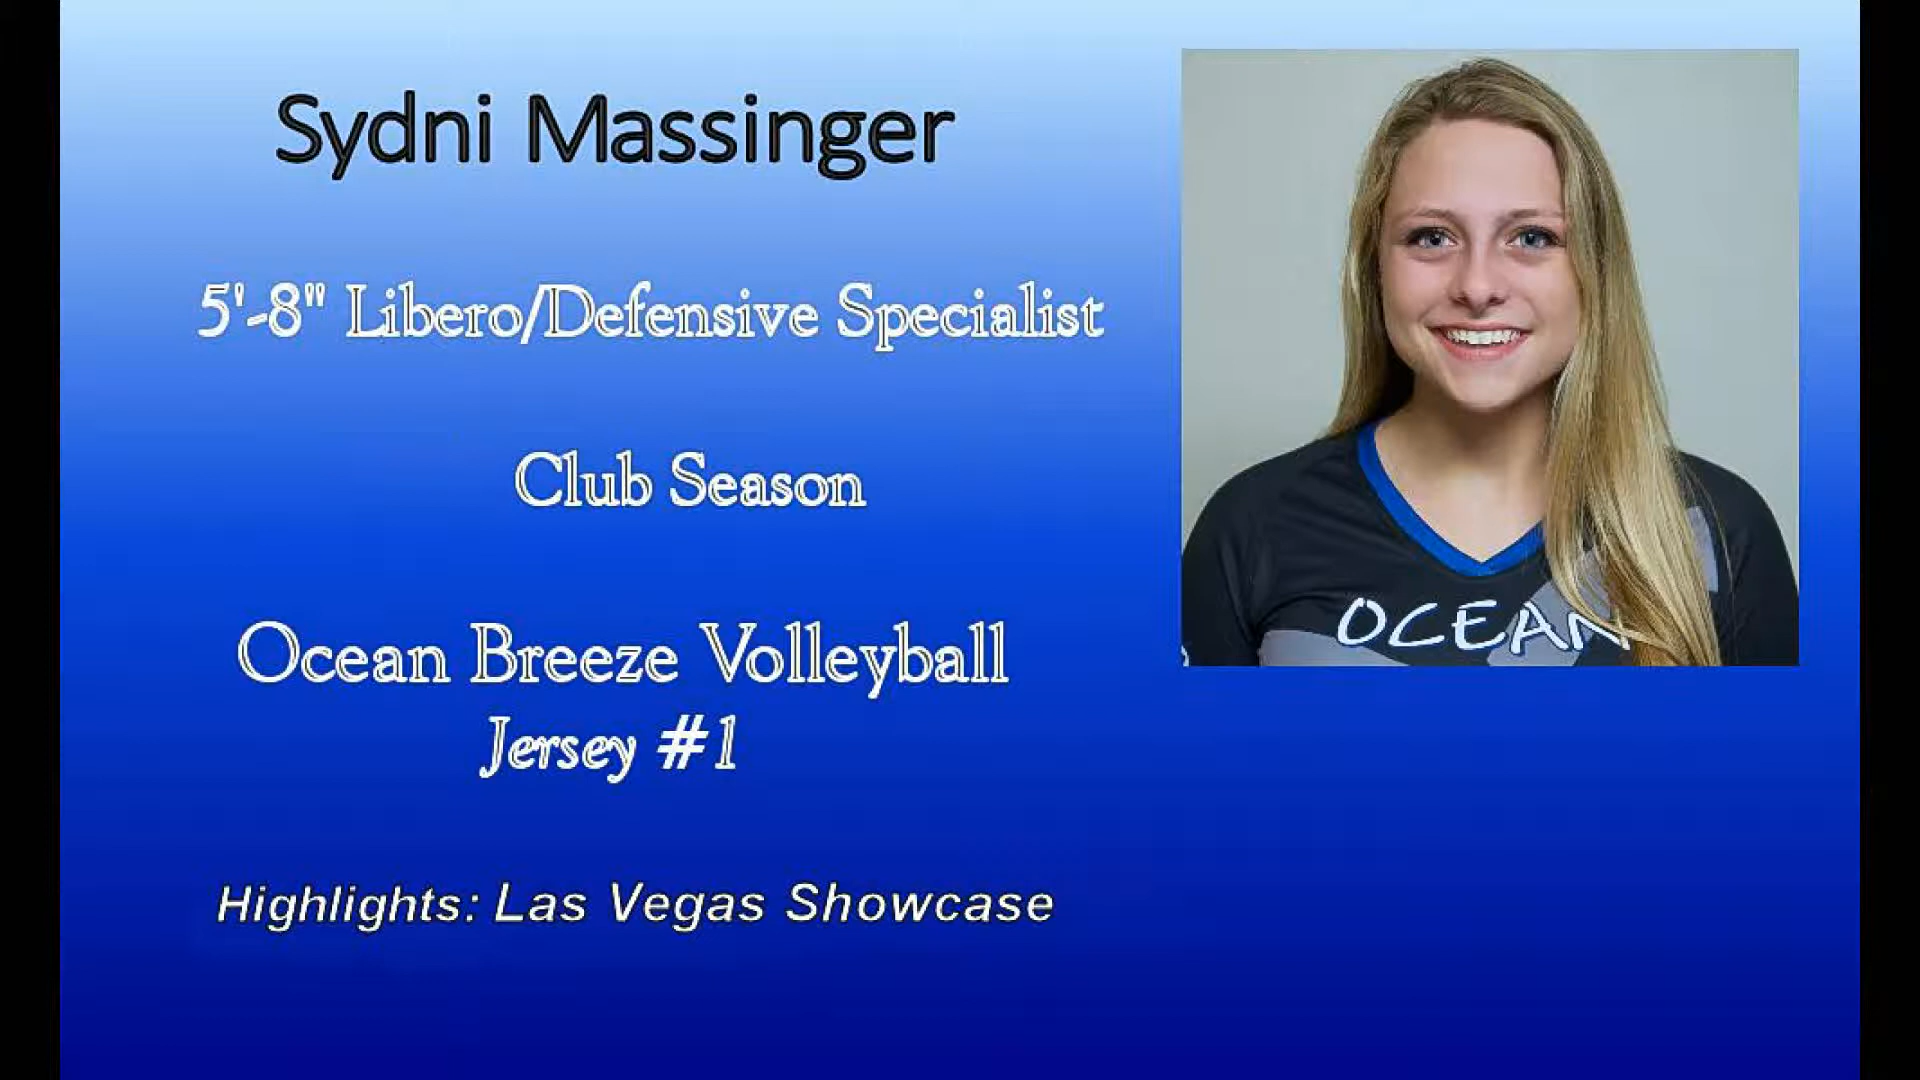 Sydni Massinger
5'-8" Libero/Defensive Specialist
Club Season
Ocean Breeze Volleyball
Jersey #1
Highlights: Las Vegas Showcase
OCEAN